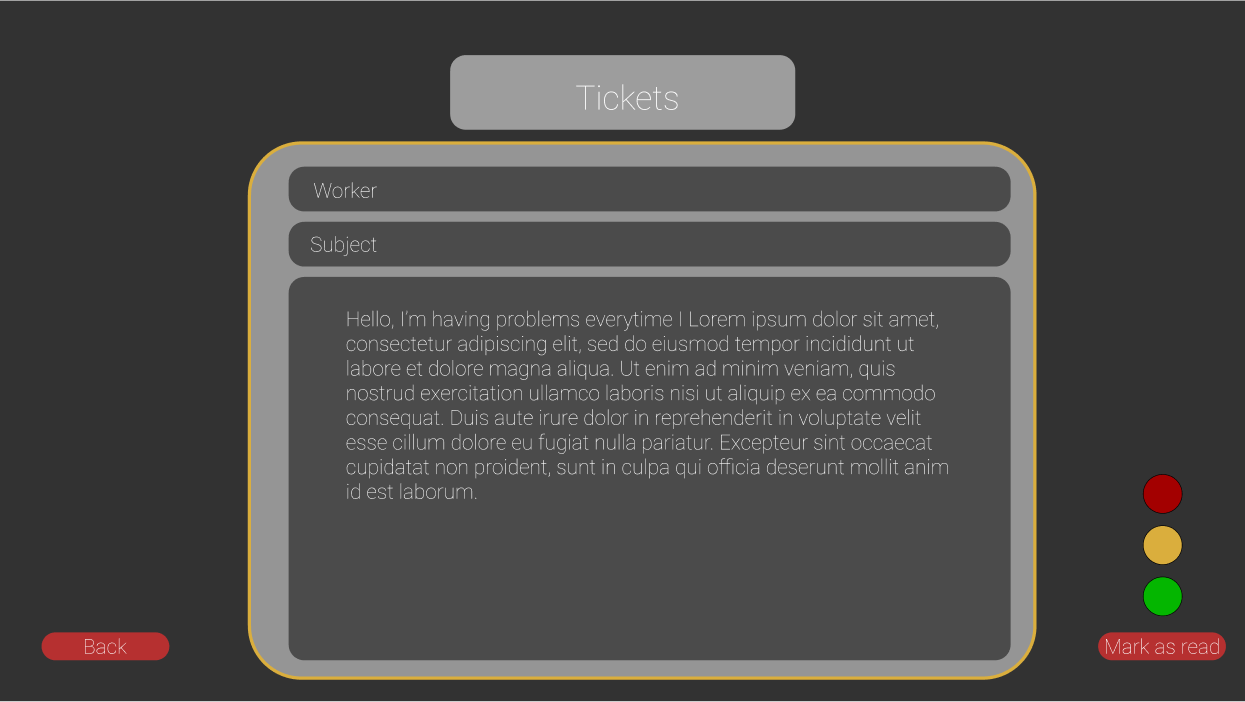 Tickets
Worker
Subject
Hello, I'm having problems everytime I Lorem ipsum dolor sit amet,
consectetur adipiscing elit, sed do eiusmod tempor incididunt ut
labore et dolore magna aliqua. Ut enim ad minim veniam, quis
nostrud exercitation ullamco laboris nisi ut aliquip ex ea commodo
consequat. Duis aute irure dolor in reprehenderit in voluptate velit
esse cillum dolore eu fugiat nulla pariatur. Excepteur sint occaecat
cupidatat non proident, sunt in culpa qui officia deserunt mollit anim
id est laborum.
Back
Mark as read